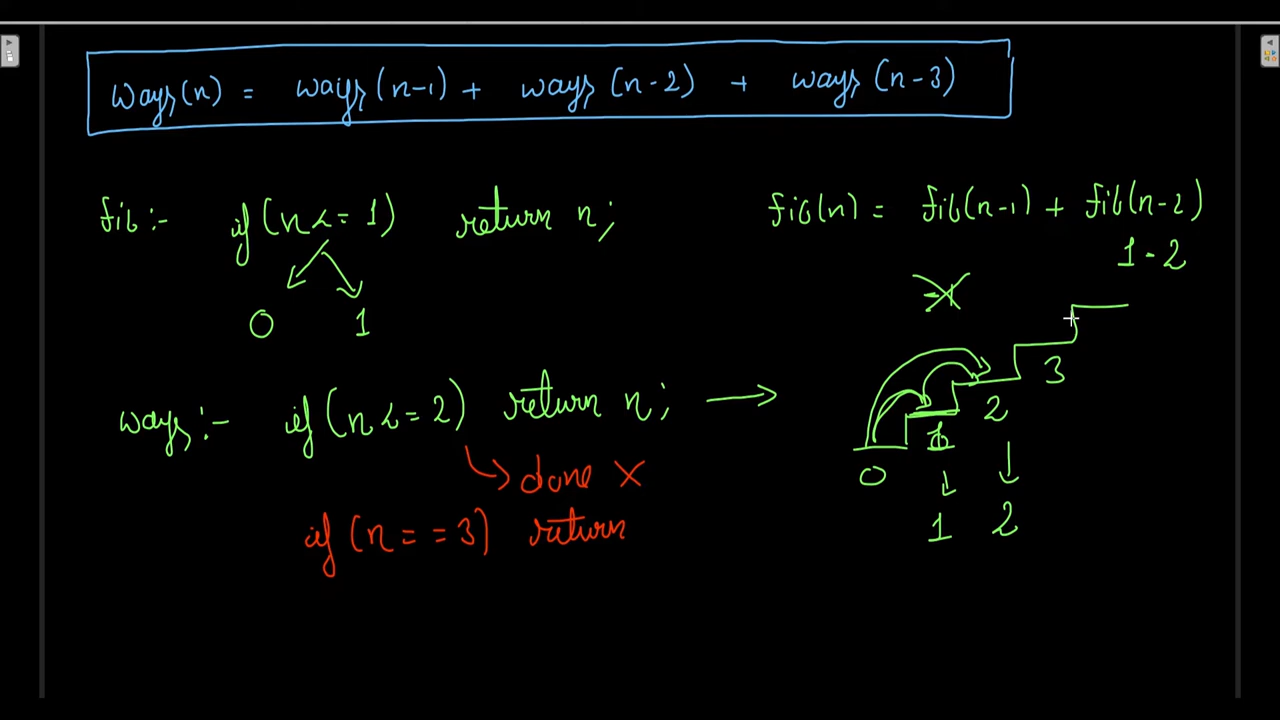 ways(n) = ways(n-1) + ways(n-2) + ways(n-3)
fib:- if(n<=1) return n;
fib(n) = fib(n-1) + fib(n-2)
1-2
0 1
ways:- if(n<=2) return n; →
done X
if(n==3) return
0 1 2 3
1 2